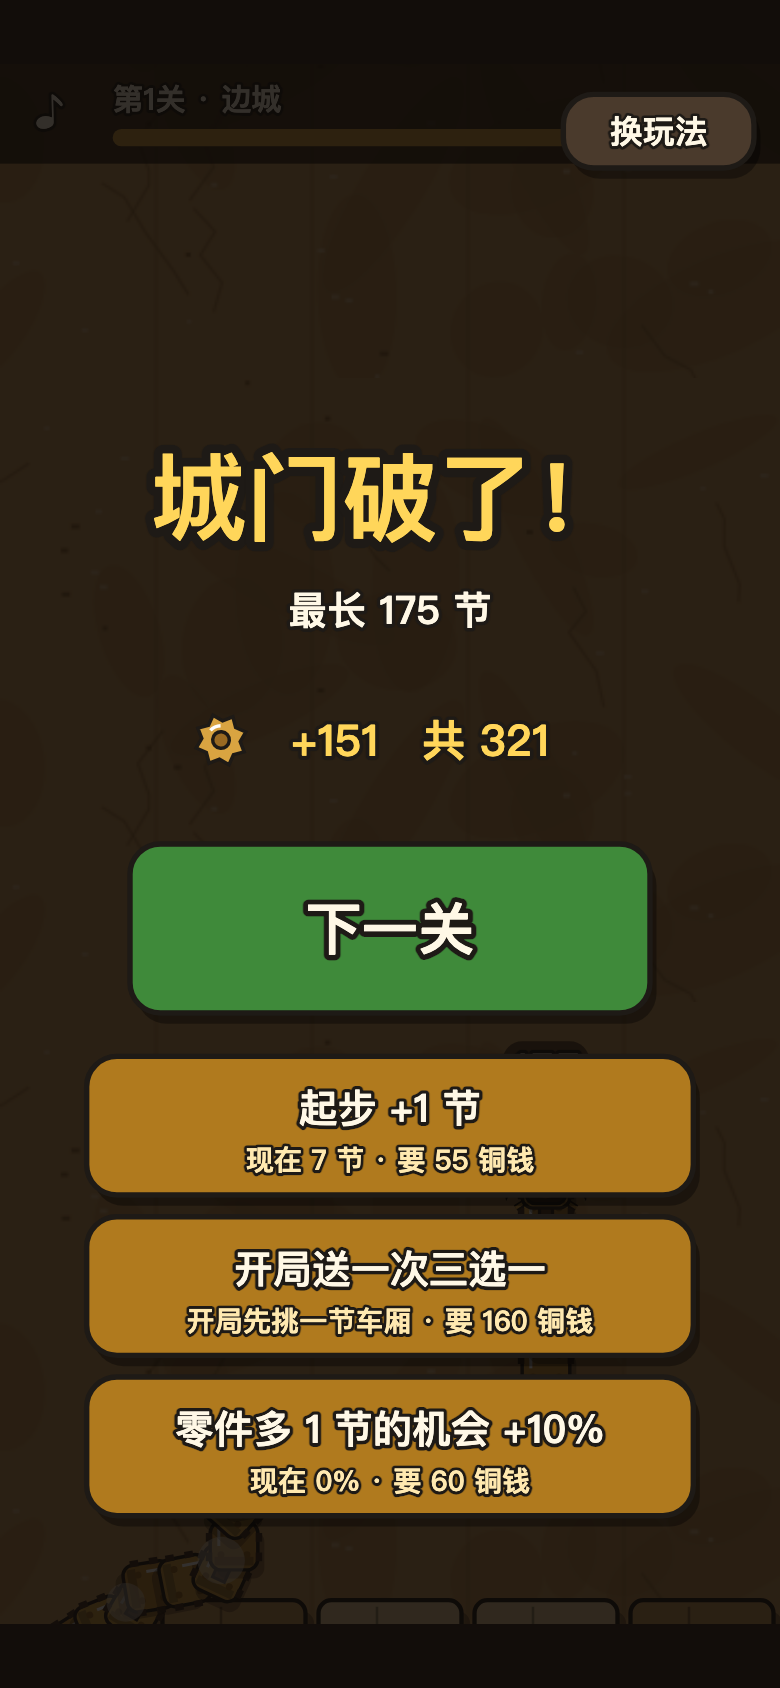 第1关 · 边城
换玩法
城门破了！
最长 175 节
+151 共 321
下一关
起步 +1 节
现在 7 节 · 要 55 铜钱
开局送一次三选一
开局先挑一节车厢 · 要 160 铜钱
零件多 1 节的机会 +10%
现在 0% · 要 60 铜钱